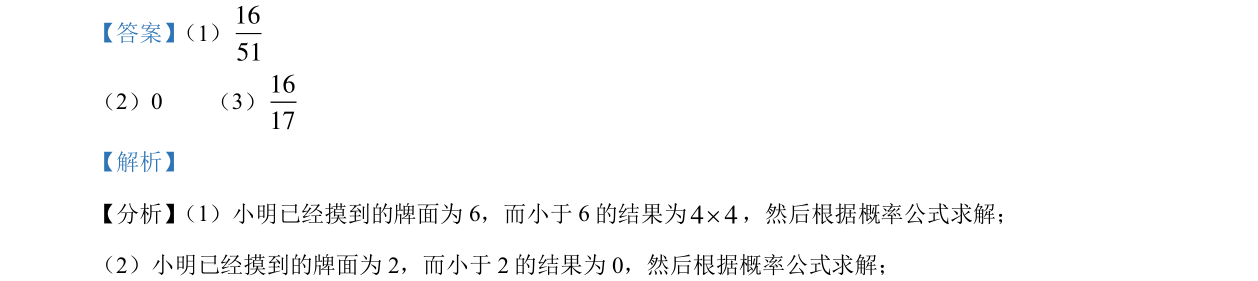 【答案】（1）16/51
（2）0 （3）16/17
【解析】
【分析】（1）小明已经摸到的牌面为 6，而小于 6 的结果为4×4，然后根据概率公式求解；
（2）小明已经摸到的牌面为 2，而小于 2 的结果为 0，然后根据概率公式求解；